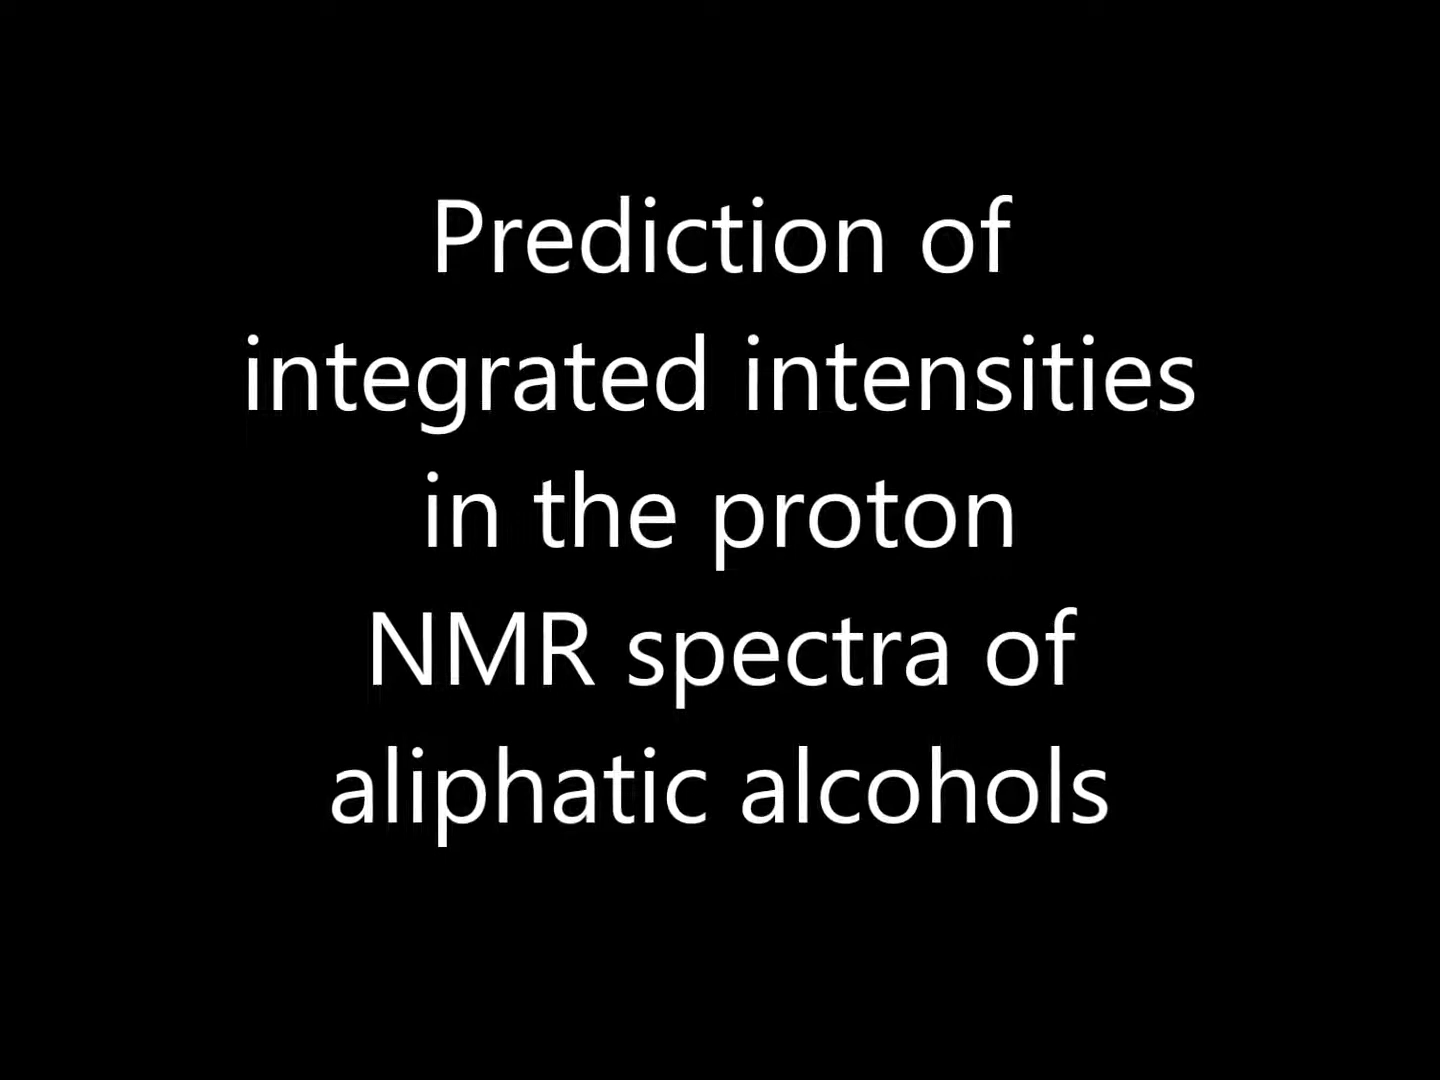 Prediction of
integrated intensities
in the proton
NMR spectra of
aliphatic alcohols